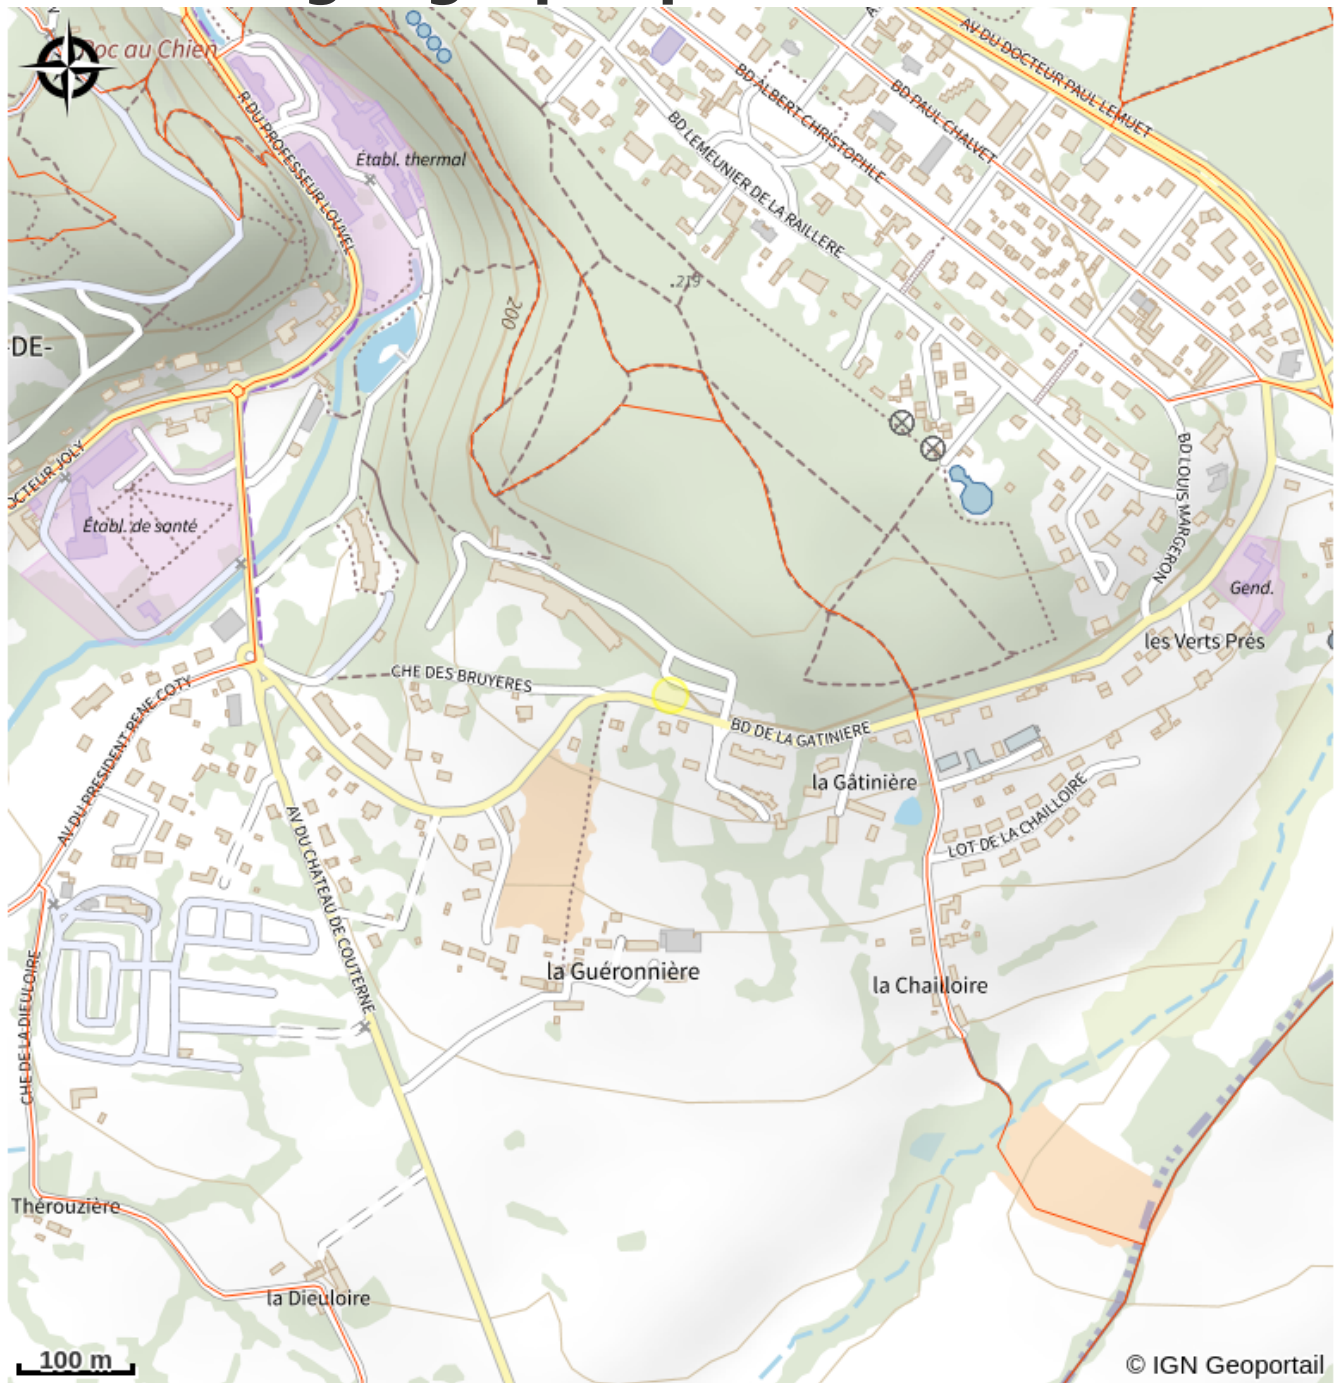 Roc au Chien
AV DU DOCTEUR PAUL LEMUET
BD ALBERT CHRISTOPHLE
BD PAUL CHALVET
R DU PROFESSEUR LOUVEL
BD LEMEUNIER DE LA RAILLERE
Établ. thermal
.219
200
-DE-
OCTEUR JOLY
Établ. de santé
BD LOUIS MARGERON
Gend.
les Verts Prés
CHE DES BRUYERES
AV DU PRESIDENT RENE COTY
BD DE LA GATINIERE
la Gâtinière
LOT DE LA CHAILLOIRE
AV DU CHATEAU DE COUTERNE
la Guéronnière
la Chailloire
CHE DE LA DIEULOIRE
Thérouzière
la Dieuloire
100 m
© IGN Geoportail